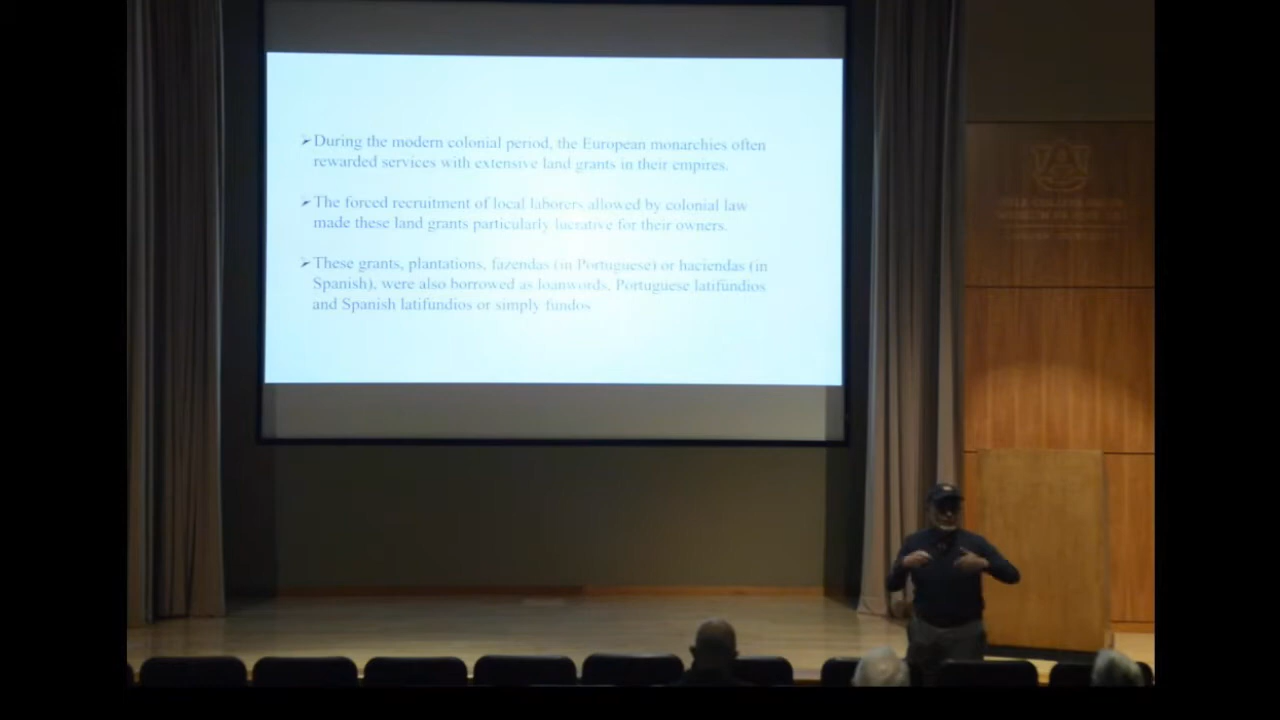 ➢During the modern colonial period, the European monarchies often
rewarded services with extensive land grants in their empires.
➢The forced recruitment of local laborers allowed by colonial law
made these land grants particularly lucrative for their owners.
➢These grants, plantations, fazendas (in Portuguese) or haciendas (in
Spanish), were also borrowed as loanwords, Portuguese latifúndios
and Spanish latifundios or simply fundos